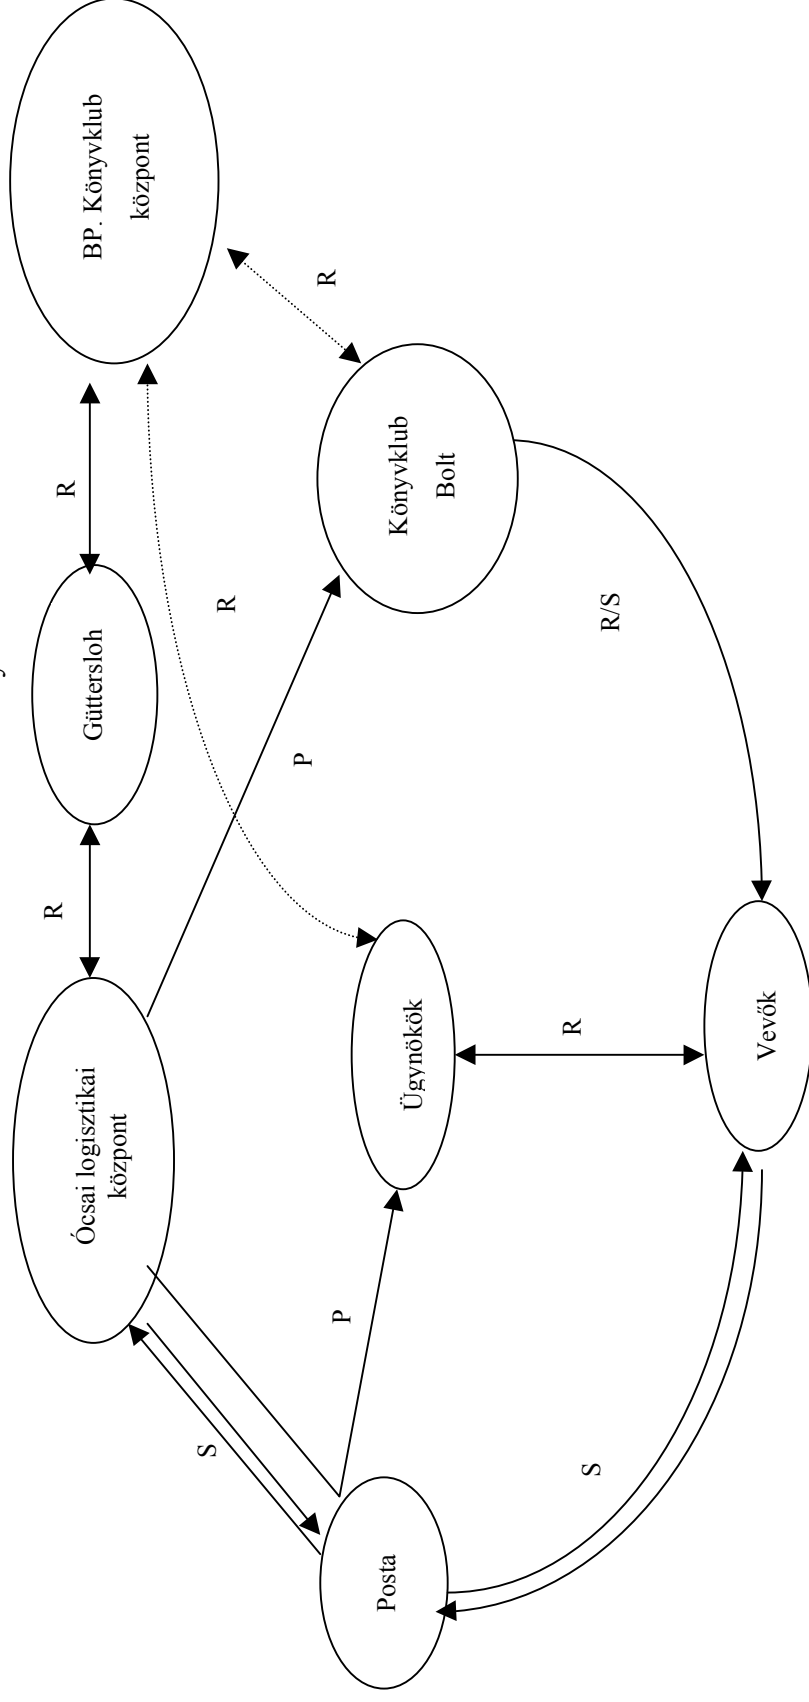 Ócsai logisztikai
központ
R
Güttersloh
R
BP. Könyvklub
központ
S
R
P
R
P
Posta
Ügynökök
Könyvklub
Bolt
S
R
R/S
Vevők